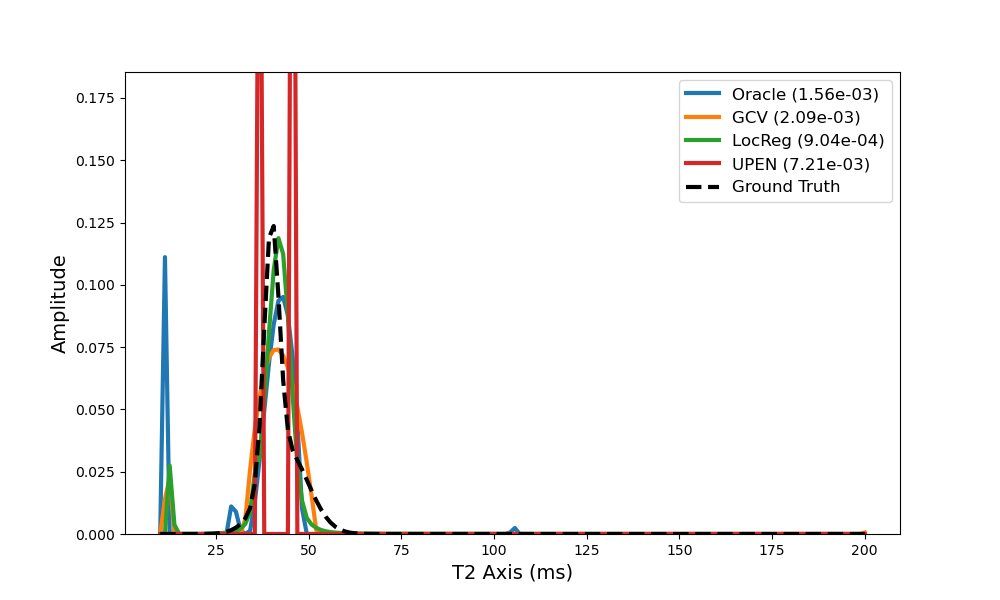 Oracle (1.56e-03)
GCV (2.09e-03)
LocReg (9.04e-04)
UPEN (7.21e-03)
Ground Truth
Amplitude
0.175
0.150
0.125
0.100
0.075
0.050
0.025
0.000
25 50 75 100 125 150 175 200
T2 Axis (ms)